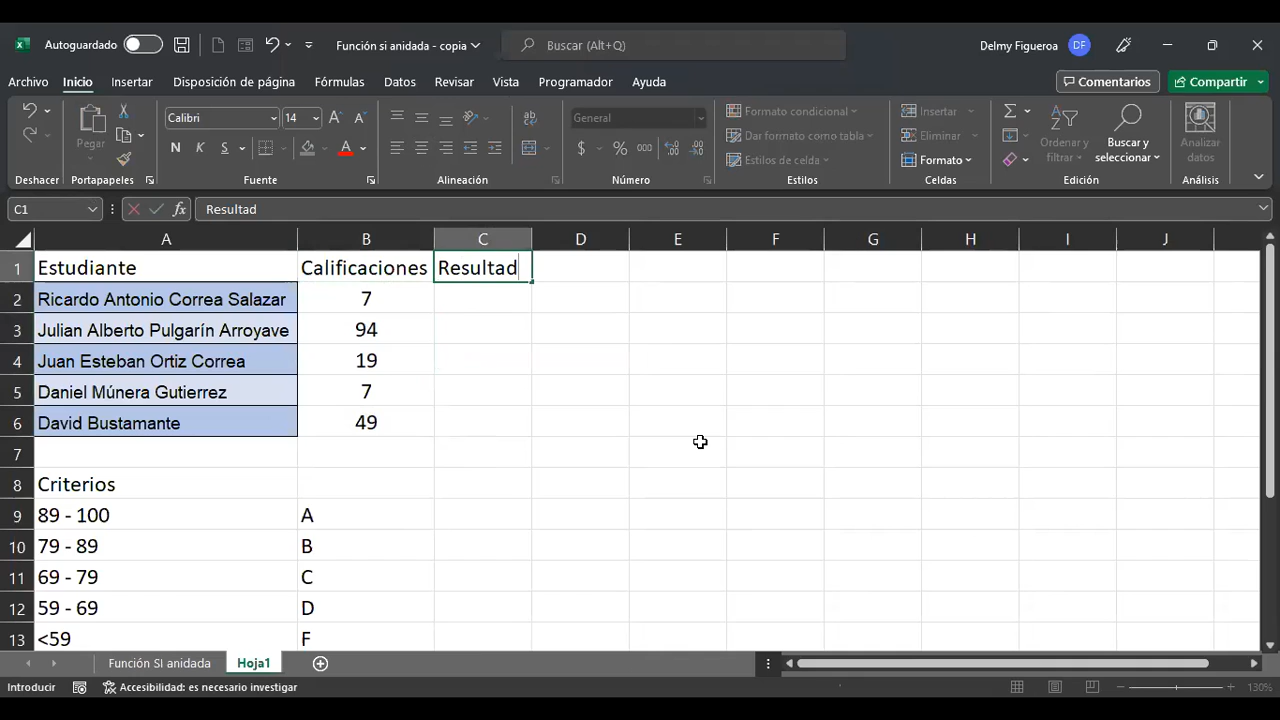 Autoguardado Función si anidada - copia Buscar (Alt+Q) Delmy Figueroa DF
Archivo Inicio Insertar Disposición de página Fórmulas Datos Revisar Vista Programador Ayuda Comentarios Compartir
Pegar Calibri 14 General Formato condicional Insertar Ordenar y filtrar Buscar y seleccionar Analizar datos
Dar formato como tabla Eliminar
N K S A $ % 000 Estilos de celda Formato
Deshacer Portapapeles Fuente Alineación Número Estilos Celdas Edición Análisis
C1 fx Resultad
A B C D E F G H I J
1 Estudiante Calificaciones Resultad
2 Ricardo Antonio Correa Salazar 7
3 Julian Alberto Pulgarín Arroyave 94
4 Juan Esteban Ortiz Correa 19
5 Daniel Múnera Gutierrez 7
6 David Bustamante 49
7
8 Criterios
9 89 - 100 A
10 79 - 89 B
11 69 - 79 C
12 59 - 69 D
13 <59 F
Función SI anidada Hoja1
Introducir Accesibilidad: es necesario investigar 130%